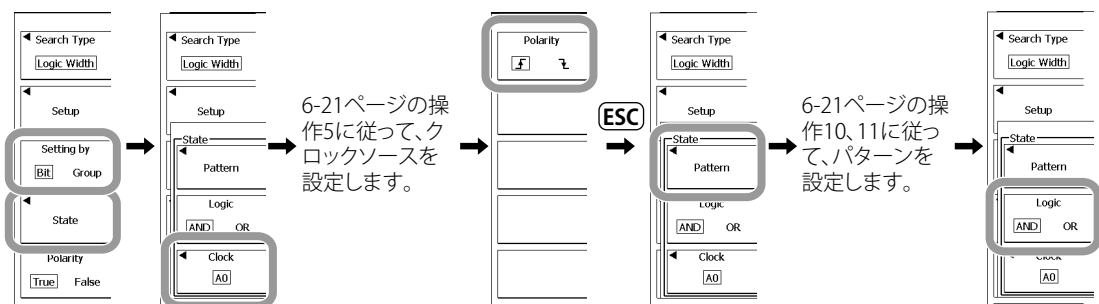 Search Type
Logic Width
Setup
Setting by
Bit Group
State
Polarity
True False
Search Type
Logic Width
Setup
State
Pattern
Logic
AND OR
Clock
A0
6-21ページの操
作5に従って、ク
ロックソースを
設定します。
Polarity
ESC
Search Type
Logic Width
Setup
State
Pattern
Logic
AND OR
Clock
A0
6-21ページの操
作10、11に従っ
て、パターンを
設定します。
Search Type
Logic Width
Setup
State
Pattern
Logic
AND OR
Clock
A0